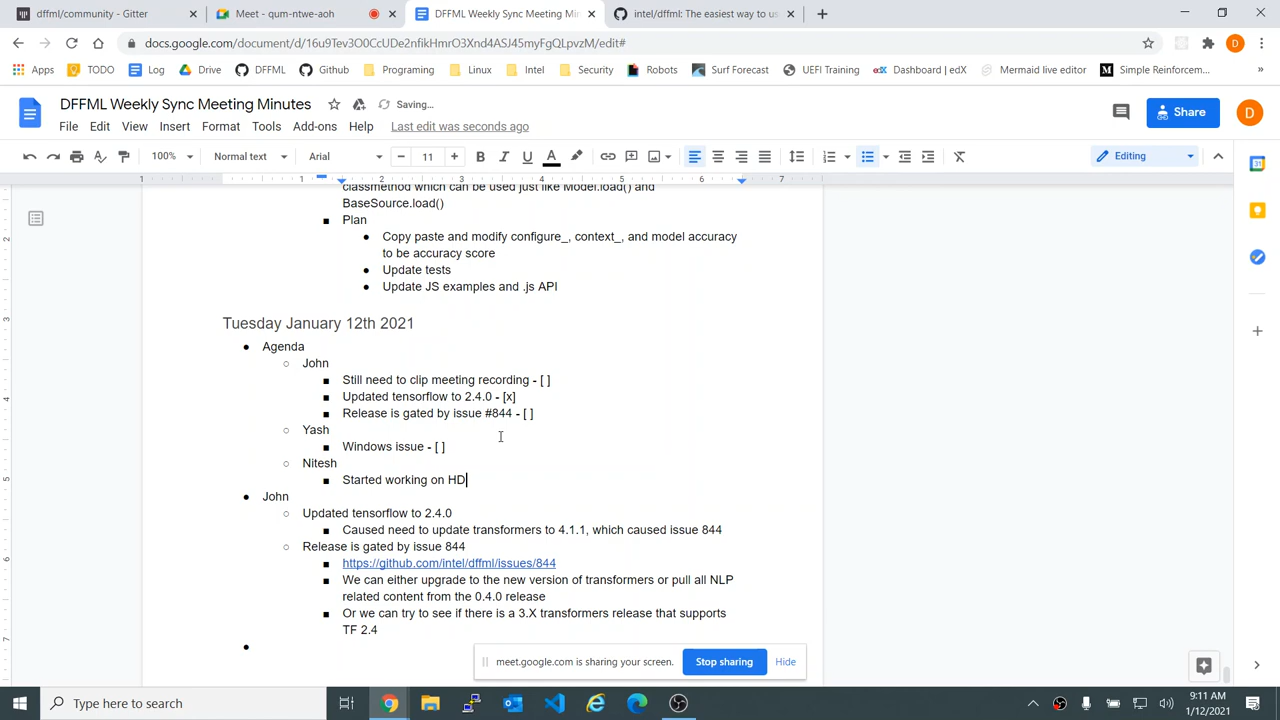 dffml/community - Gitter
Meet - qum-ntwe-aoh
DFFML Weekly Sync Meeting Min
intel/dffml: The easiest way to us
docs.google.com/document/d/16u9Tev3O0CcUDe2nfikHmrO3Xnd4ASJ45myFgQLpvzM/edit#
Apps
TODO
Log
Drive
DFFML
Github
Programing
Linux
Intel
Security
Robots
Surf Forecast
UEFI Training
Dashboard | edX
Mermaid live editor
Simple Reinforcem...
DFFML Weekly Sync Meeting Minutes
Saving...
File Edit View Insert Format Tools Add-ons Help Last edit was seconds ago
Share
D
100% Normal text Arial 11 Editing
1 1 2 3 4 5 6 7
classmethod which can be used just like Model.load() and
BaseSource.load()
Plan
Copy paste and modify configure_, context_, and model accuracy
to be accuracy score
Update tests
Update JS examples and .js API
Tuesday January 12th 2021
Agenda
John
Still need to clip meeting recording - [ ]
Updated tensorflow to 2.4.0 - [x]
Release is gated by issue #844 - [ ]
Yash
Windows issue - [ ]
Nitesh
Started working on HD
John
Updated tensorflow to 2.4.0
Caused need to update transformers to 4.1.1, which caused issue 844
Release is gated by issue 844
https://github.com/intel/dffml/issues/844
We can either upgrade to the new version of transformers or pull all NLP
related content from the 0.4.0 release
Or we can try to see if there is a 3.X transformers release that supports
TF 2.4
meet.google.com is sharing your screen. Stop sharing Hide
Type here to search
9:11 AM
1/12/2021